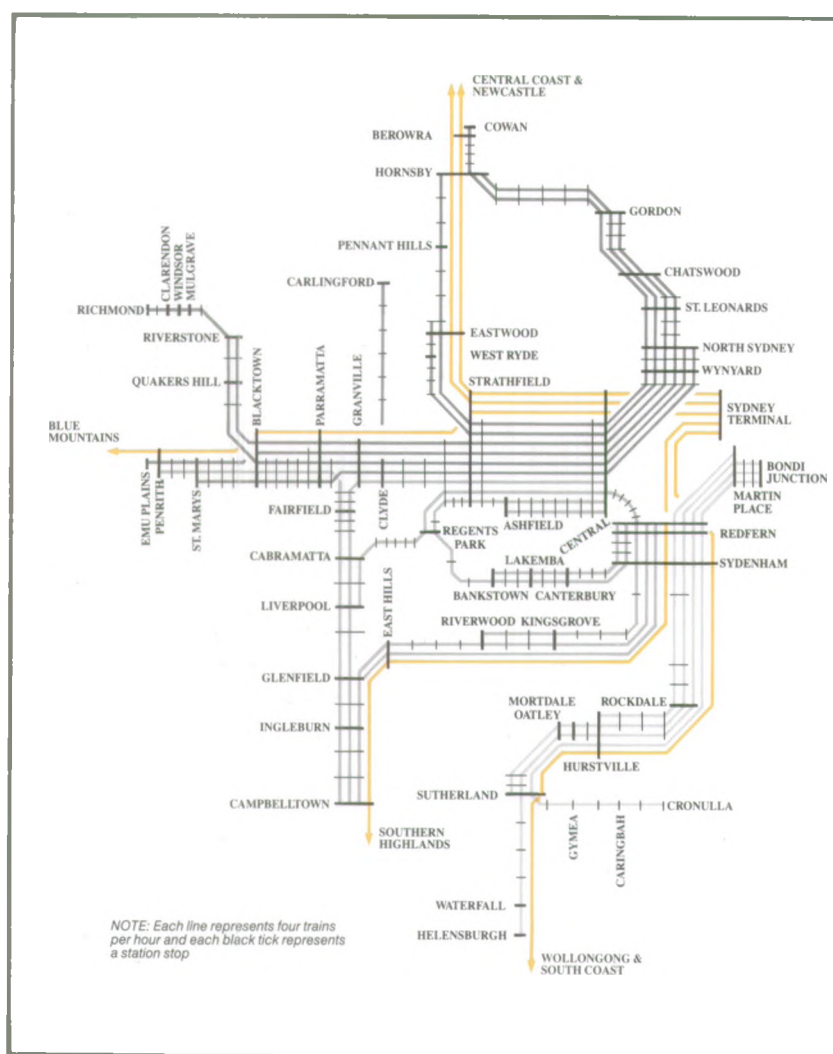 CENTRAL COAST &
NEWCASTLE
COWAN
BEROWRA
HORNSBY
GORDON
PENNANT HILLS
CHATSWOOD
CARLINGFORD
CLARENDON
WINDSOR
MULGRAVE
RICHMOND
ST. LEONARDS
RIVERSTONE
EASTWOOD
NORTH SYDNEY
WEST RYDE
WYNYARD
QUAKERS HILL
BLACKTOWN
PARRAMATTA
GRANVILLE
STRATHFIELD
SYDNEY
TERMINAL
BLUE
MOUNTAINS
EMU PLAINS
PENRITH
ST. MARYS
CLYDE
BONDI
JUNCTION
MARTIN
PLACE
FAIRFIELD
ASHFIELD
CENTRAL
REGENTS
PARK
REDFERN
CABRAMATTA
LAKEMBA
SYDENHAM
BANKSTOWN
CANTERBURY
LIVERPOOL
EAST HILLS
RIVERWOOD
KINGSGROVE
GLENFIELD
MORTDALE
OATLEY
ROCKDALE
INGLEBURN
HURSTVILLE
CAMPBELLTOWN
SUTHERLAND
CRONULLA
GYMEA
CARINGBAH
SOUTHERN
HIGHLANDS
WATERFALL
HELENSBURGH
WOLLONGONG &
SOUTH COAST
NOTE: Each line represents four trains
per hour and each black tick represents
a station stop